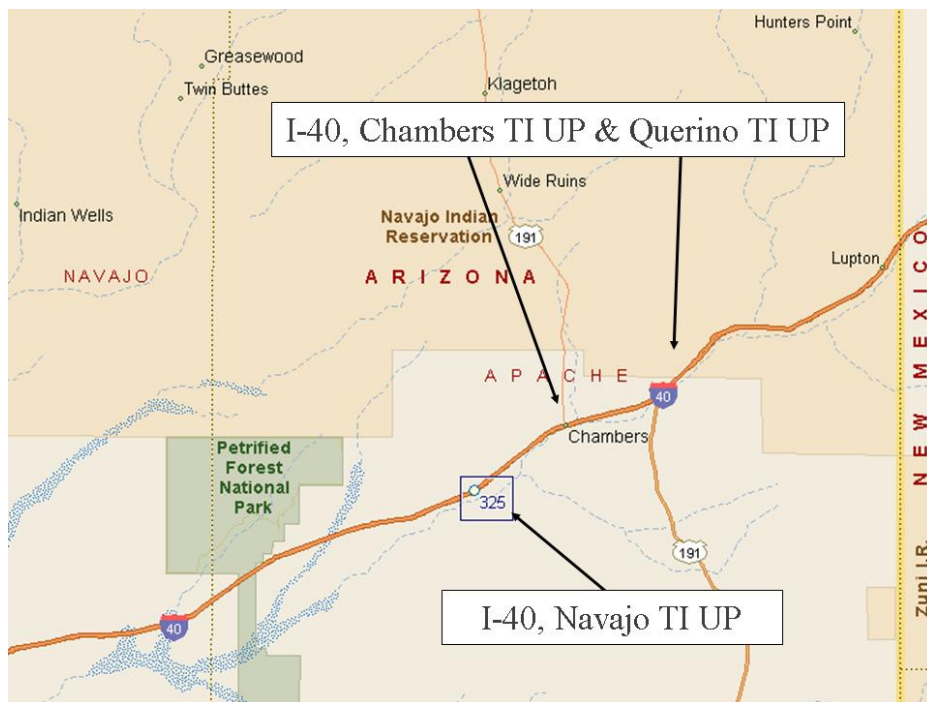 Hunters Point
Greasewood
Twin Buttes
Klagetoh
I-40, Chambers TI UP & Querino TI UP
Wide Ruins
Indian Wells
Navajo Indian
Reservation
191
Lupton
NAVAJO
ARIZONA
NEW MEXICO
APACHE
40
Chambers
Petrified
Forest
National
Park
325
191
Zuni I.R.
I-40, Navajo TI UP
40